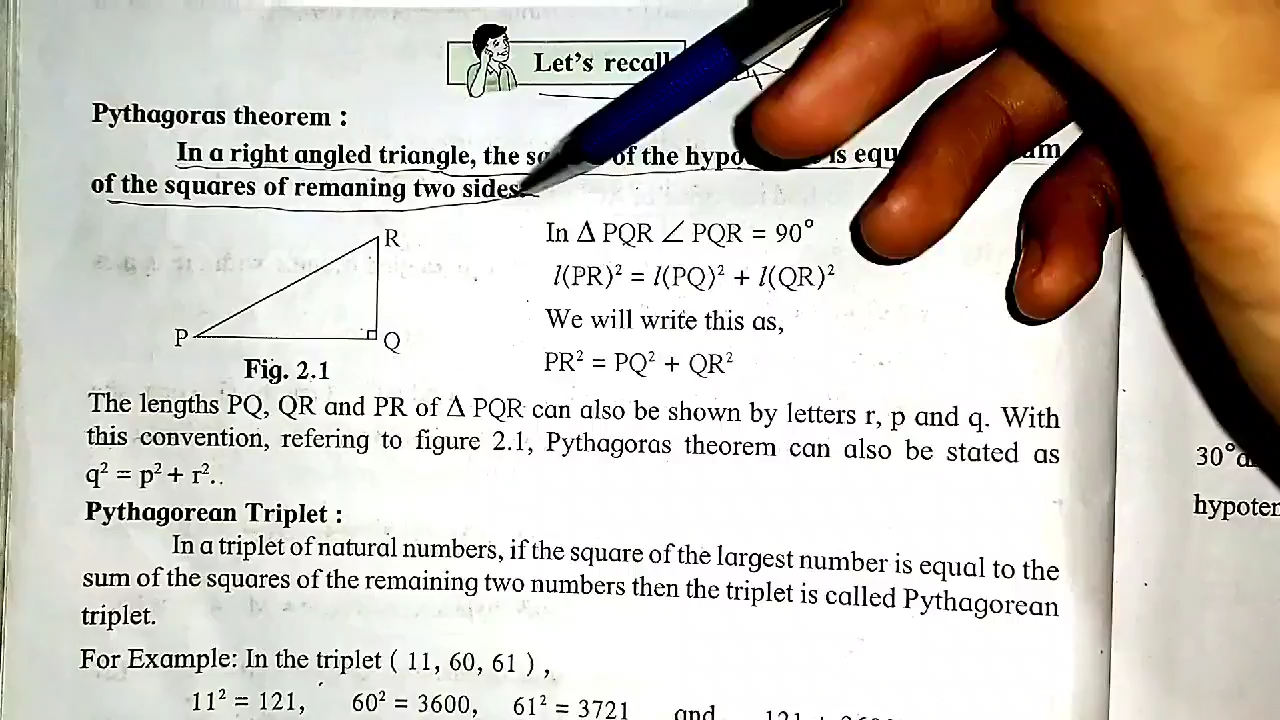 Let's recall
Pythagoras theorem :
In a right angled triangle, the of the is
of the squares of remaning two sides
R
P
Q
Fig. 2.1
In Δ PQR ∠ PQR = 90°
l(PR)² = l(PQ)² + l(QR)²
We will write this as,
PR² = PQ² + QR²
The lengths PQ, QR and PR of Δ PQR can also be shown by letters r, p and q. With
this convention, refering to figure 2.1, Pythagoras theorem can also be stated as
q² = p² + r²..
Pythagorean Triplet :
In a triplet of natural numbers, if the square of the largest number is equal to the
sum of the squares of the remaining two numbers then the triplet is called Pythagorean
triplet.
For Example: In the triplet ( 11, 60, 61 ) ,
11² = 121, 60² = 3600, 61² = 3721 and
30°